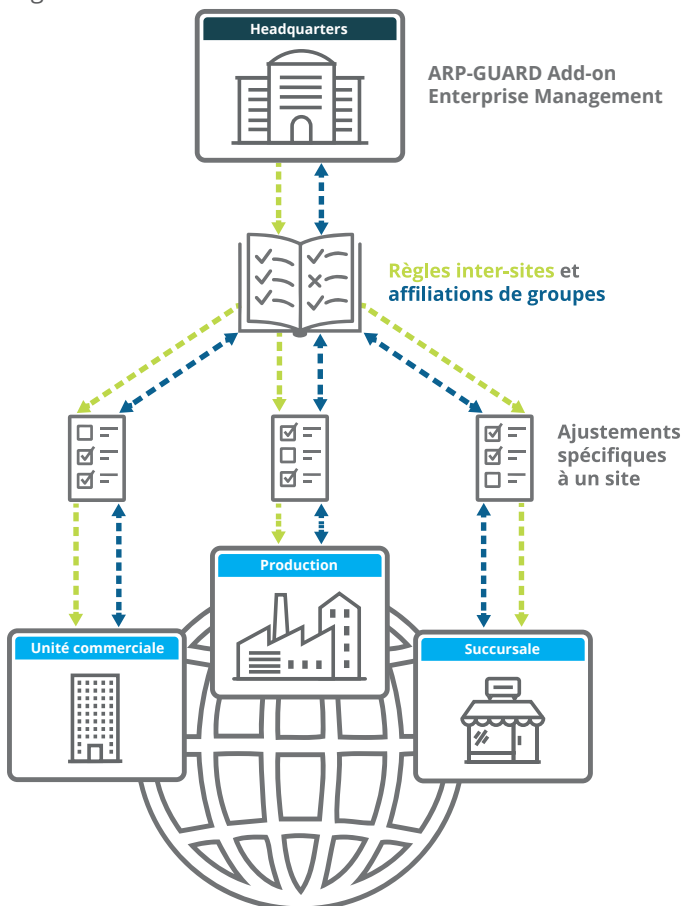 Headquarters
ARP-GUARD Add-on
Enterprise Management
Règles inter-sites et
affiliations de groupes
Ajustements
spécifiques
à un site
Production
Unité commerciale
Succursale